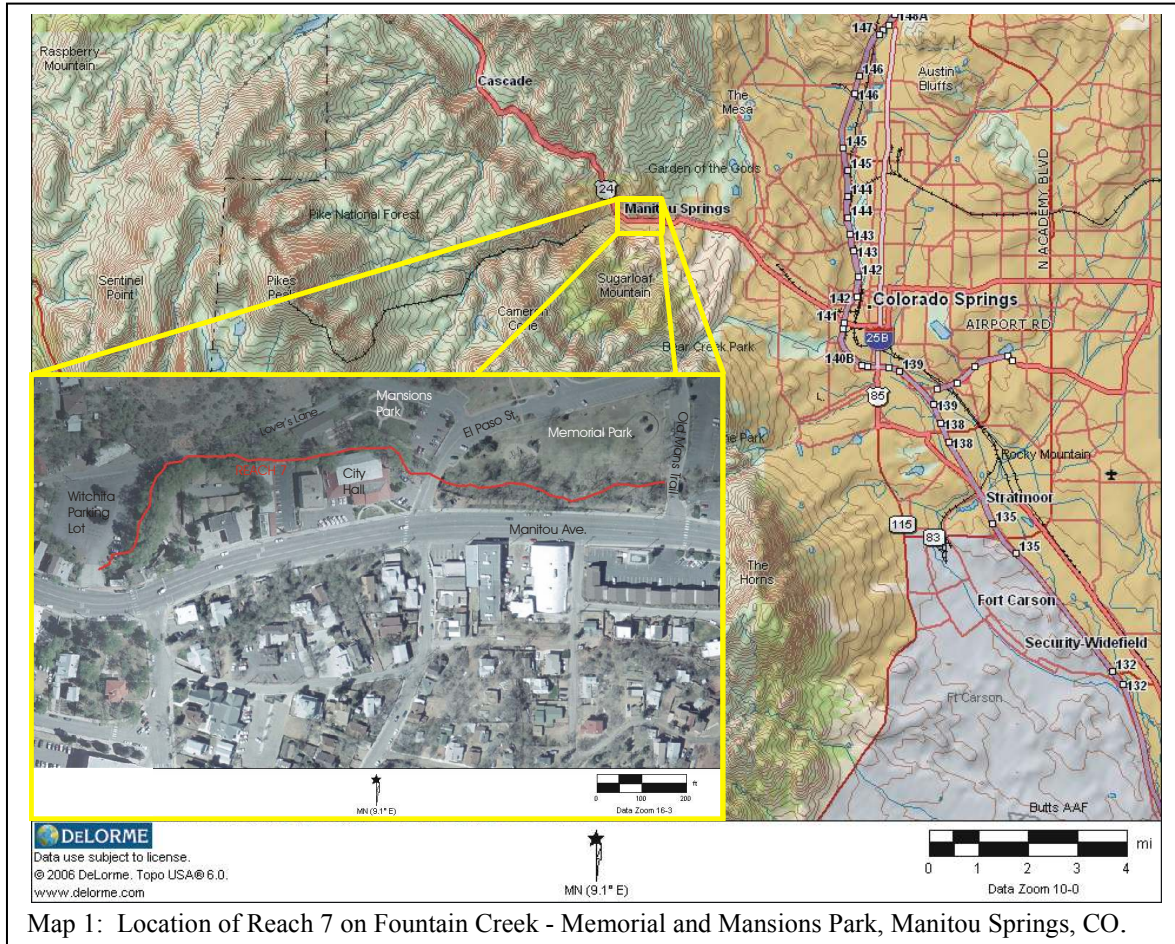 148A
147
Raspberry
Mountain
Cascade
146
Austin
Bluffs
146
The
Mesa
145
N ACADEMY BLVD
145
Garden of the Gods
24
144
Pike National Forest
Manitou Springs
144
143
143
Sentinel
Point
Pikes
Sugarloaf
Mountain
142
142
Colorado Springs
Cameron
141
AIRPORT RD
25B
Bear Creek Park
140B
139
85
139
138
138
Park
Rocky Mountain
Stratmoor
135
115
83
135
The
Horns
Fort Carson
Security-Widefield
132
132
Ft Carson
Butts AAF
Mansions
Park
Lover's Lane
El Paso St.
Memorial Park
Old Mans Trail
REACH 7
City
Hall
Witchita
Parking
Lot
Manitou Ave.
MN (9.1° E)
ft
0 100 200
Data Zoom 16-3
DELORME
Data use subject to license.
© 2006 DeLorme. Topo USA® 6.0.
www.delorme.com
MN (9.1° E)
mi
0 1 2 3 4
Data Zoom 10-0
Map 1: Location of Reach 7 on Fountain Creek - Memorial and Mansions Park, Manitou Springs, CO.